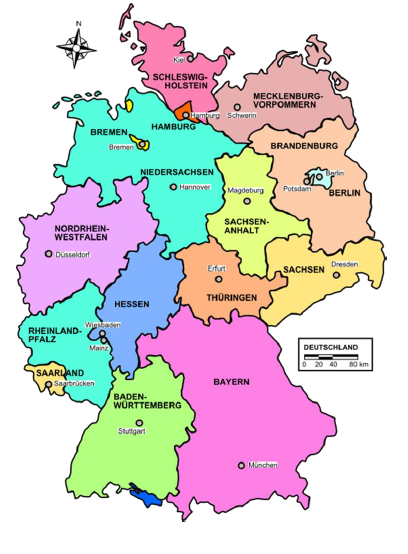 N
Kiel
SCHLESWIG-
HOLSTEIN
MECKLENBURG-
VORPOMMERN
Schwerin
Hamburg
HAMBURG
BREMEN
Bremen
BRANDENBURG
Berlin
Potsdam
BERLIN
NIEDERSACHSEN
Hannover
Magdeburg
SACHSEN-
ANHALT
NORDRHEIN-
WESTFALEN
Düsseldorf
Erfurt
THÜRINGEN
SACHSEN
Dresden
HESSEN
Wiesbaden
Mainz
RHEINLAND-
PFALZ
SAARLAND
Saarbrücken
DEUTSCHLAND
0 20 40 80 km
BAYERN
BADEN-
WÜRTTEMBERG
Stuttgart
München